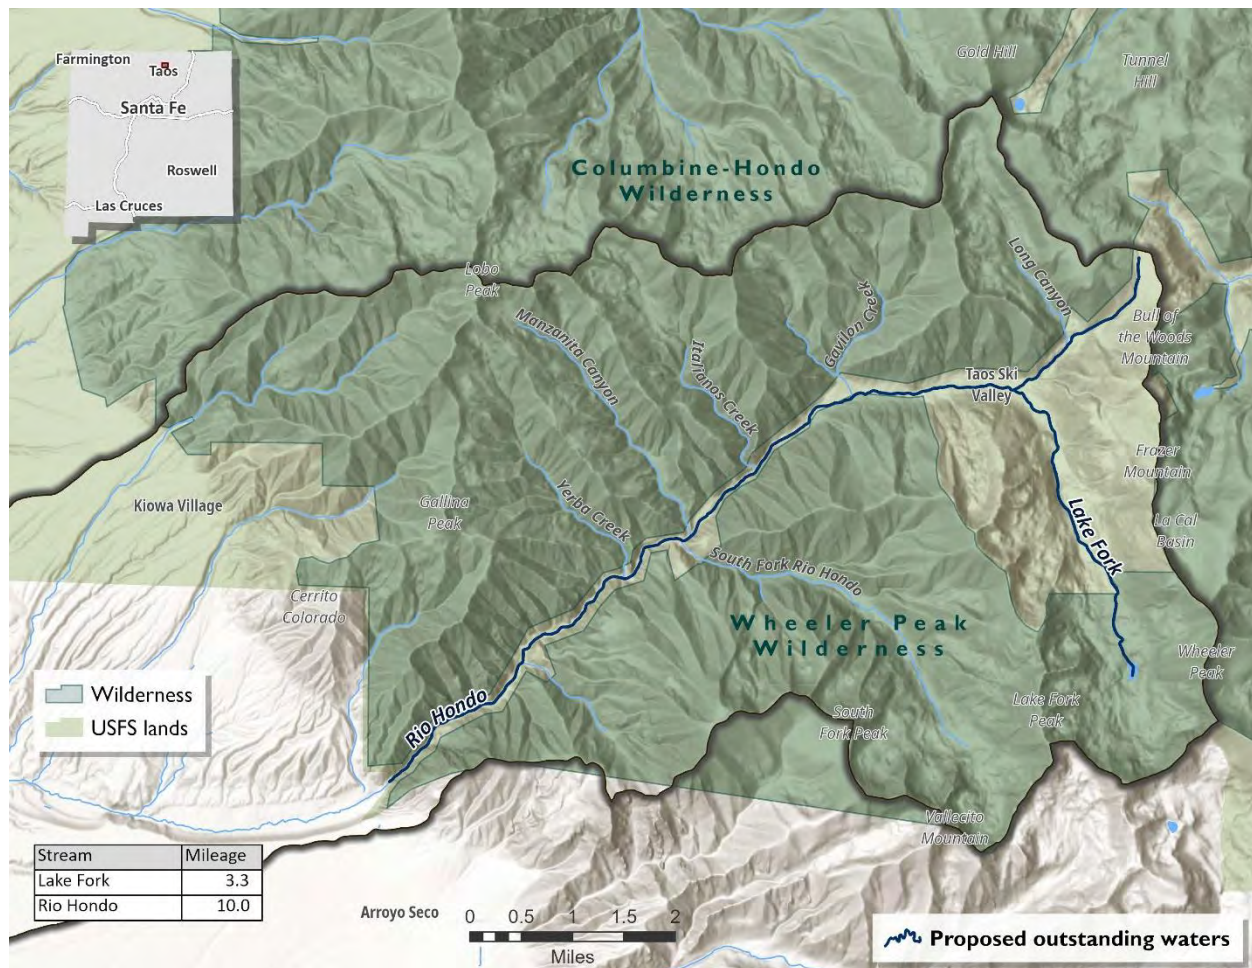 Gold Hill
Tunnel
Hill
Farmington
Taos
Santa Fe
Roswell
Las Cruces
Columbine-Hondo
Wilderness
Lobo
Peak
Long Canyon
Gavilon Creek
Manzanita Canyon
Italianos Creek
Bull of
the Woods
Mountain
Taos Ski
Valley
Frazer
Mountain
Kiowa Village
Gallina
Peak
Yerba Creek
Lake Fork
La Cal
Basin
South Fork Rio Hondo
Cerrito
Colorado
Wheeler Peak
Wilderness
Wheeler
Peak
Wilderness
USFS lands
Rio Hondo
South
Fork Peak
Lake Fork
Peak
Vallecito
Mountain
Stream Mileage
Lake Fork 3.3
Rio Hondo 10.0
Arroyo Seco
0 0.5 1 1.5 2
Miles
Proposed outstanding waters